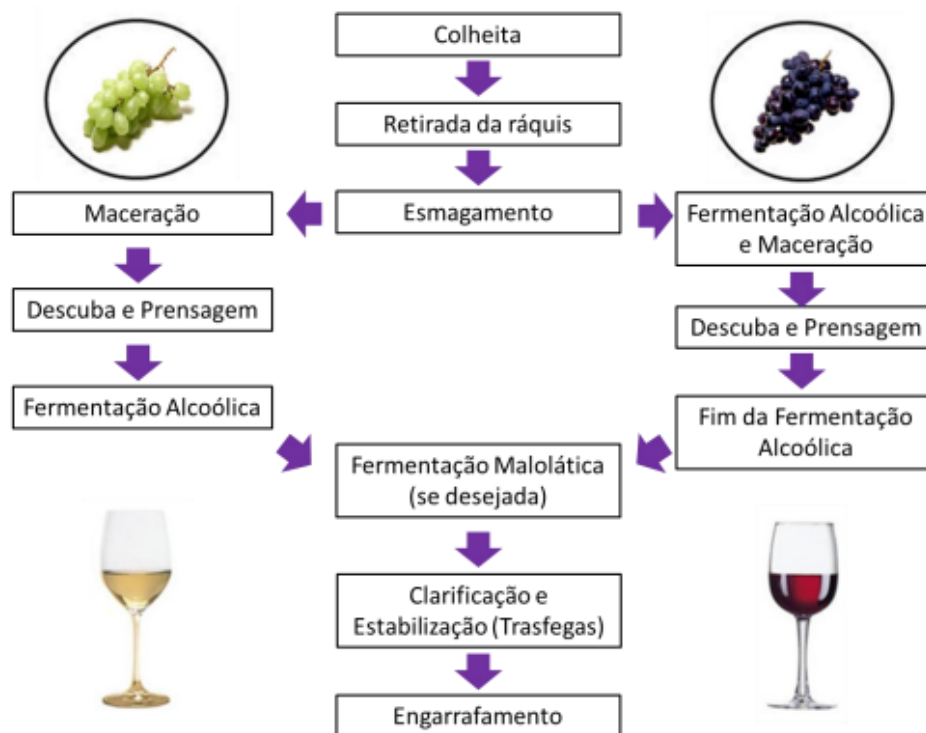 Colheita
Retirada da ráquis
Esmagamento
Maceração
Descuba e Prensagem
Fermentação Alcoólica
Fermentação Alcoólica
e Maceração
Descuba e Prensagem
Fim da Fermentação
Alcoólica
Fermentação Malolática
(se desejada)
Clarificação e
Estabilização (Trasfegas)
Engarrafamento